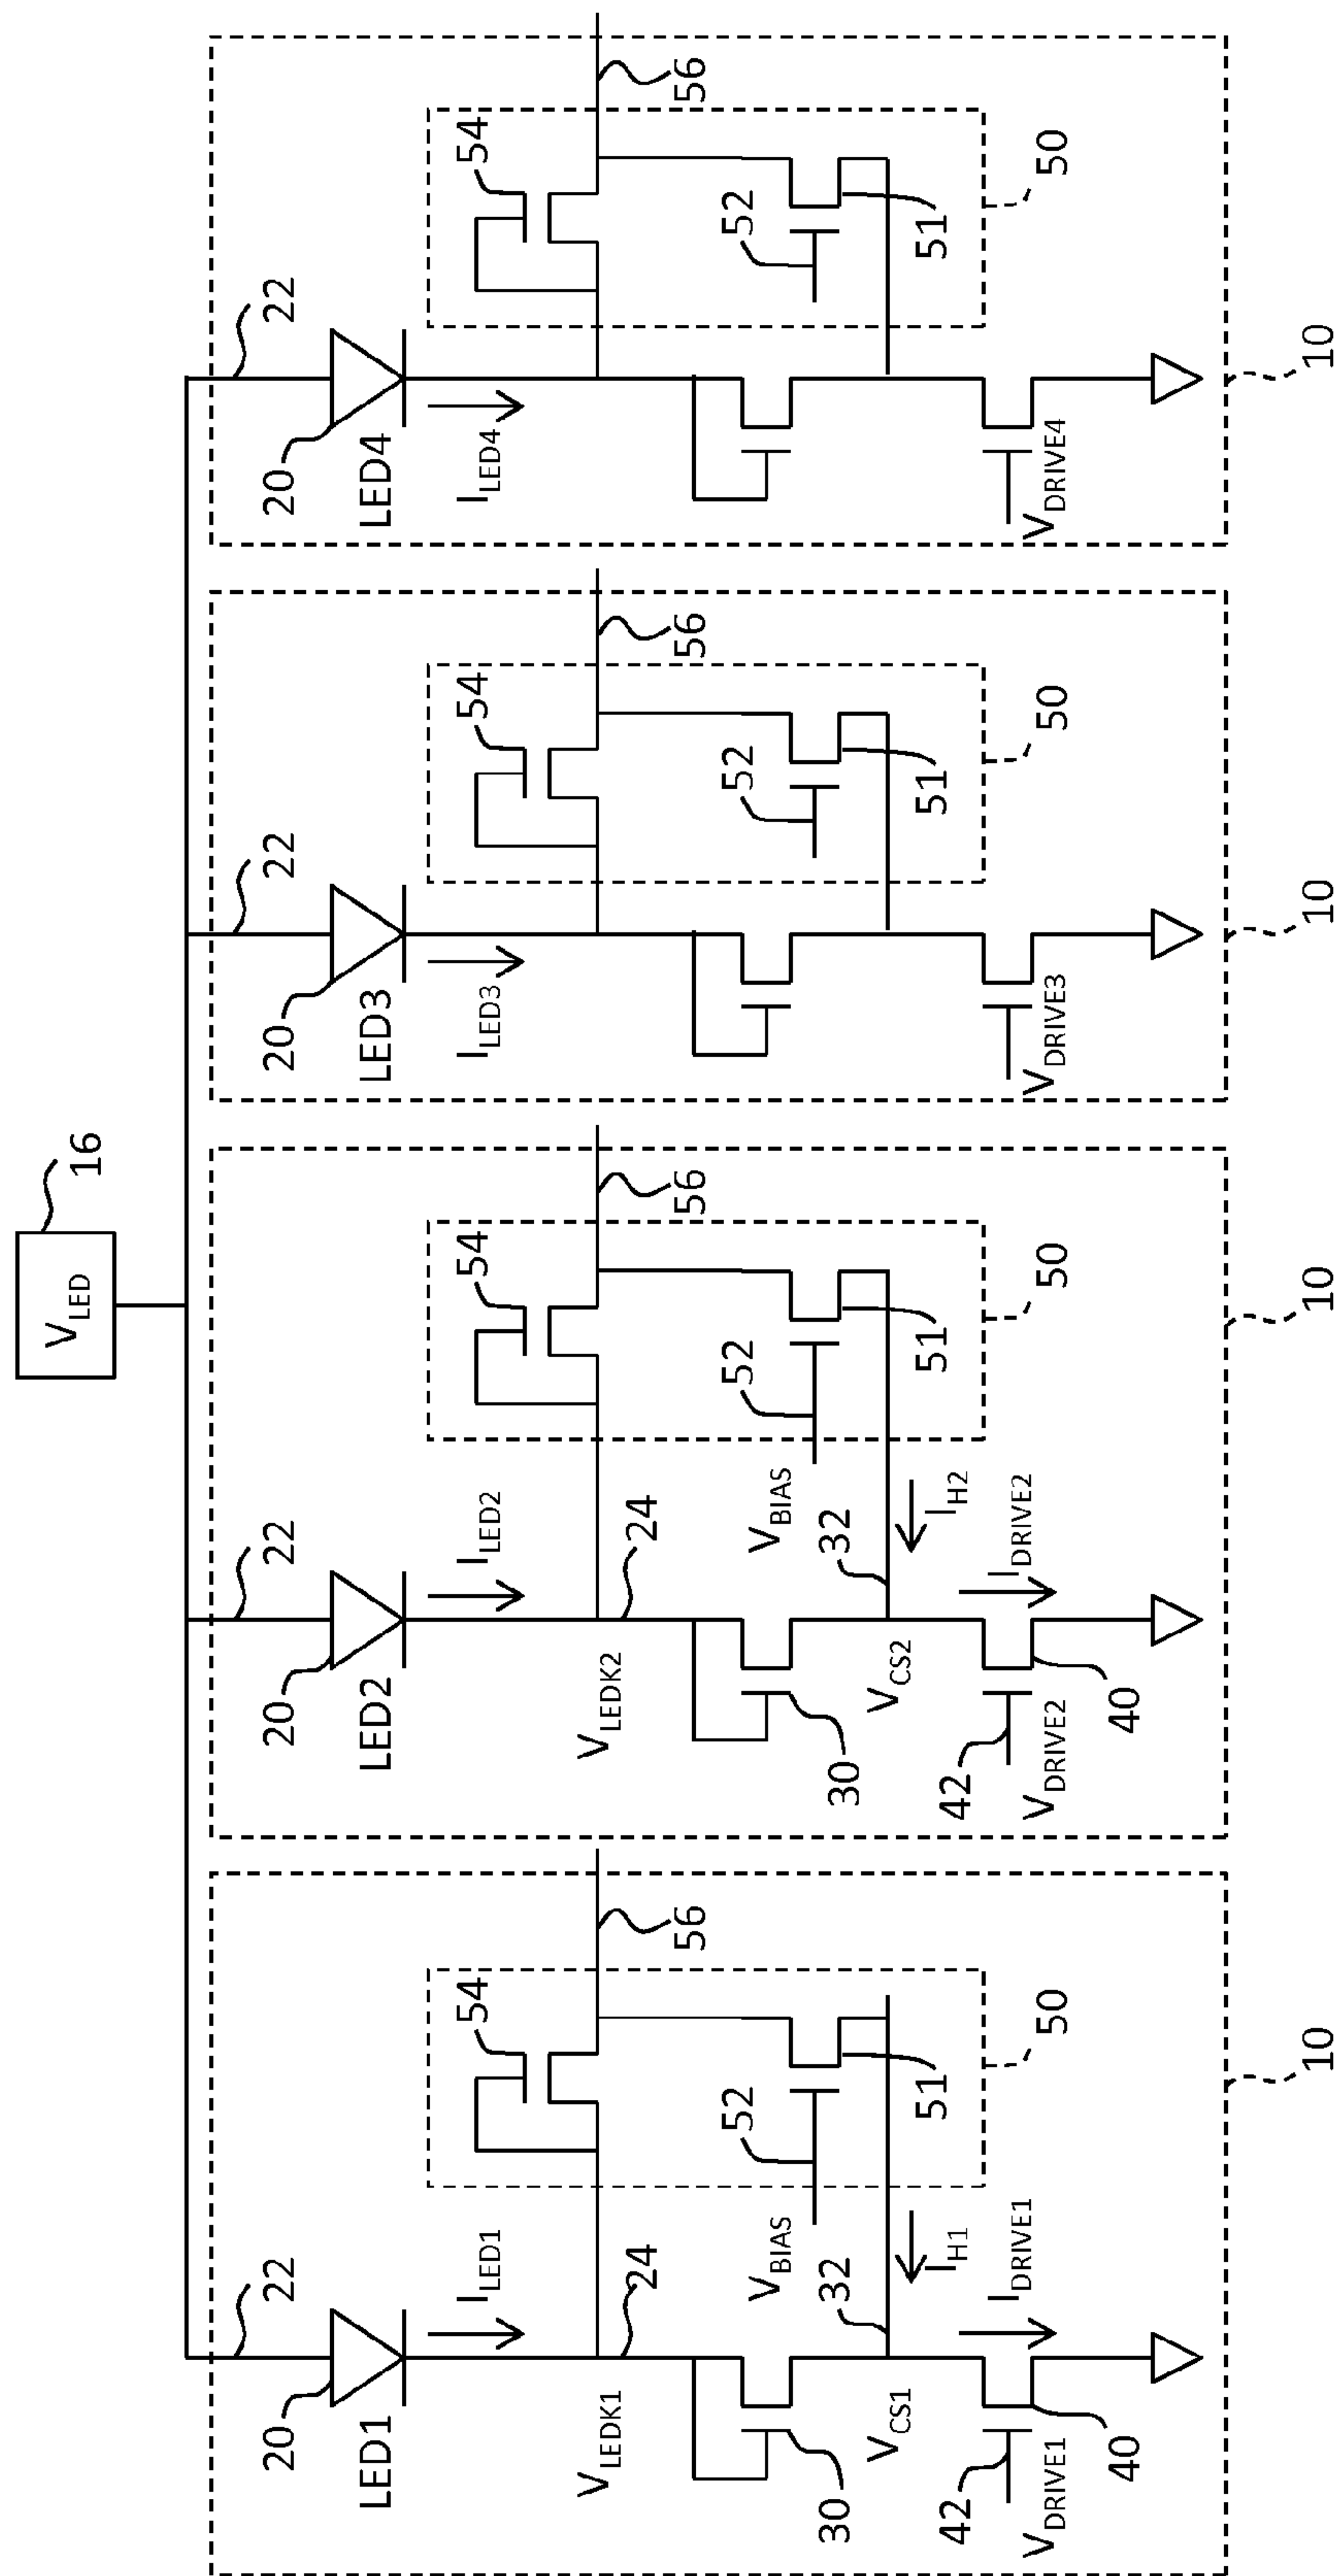 V_LED 16
22
20
LED1
I_LED1
V_LEDK1
24
30
V_CS1
32
I_H1
42
V_DRIVE1
I_DRIVE1
40
54
V_BIAS
52
51
50
56
10
22
20
LED2
I_LED2
V_LEDK2
24
30
V_CS2
32
I_H2
42
V_DRIVE2
I_DRIVE2
40
54
V_BIAS
52
51
50
56
10
22
20
LED3
I_LED3
V_DRIVE3
54
52
51
50
56
10
22
20
LED4
I_LED4
V_DRIVE4
54
52
51
50
56
10